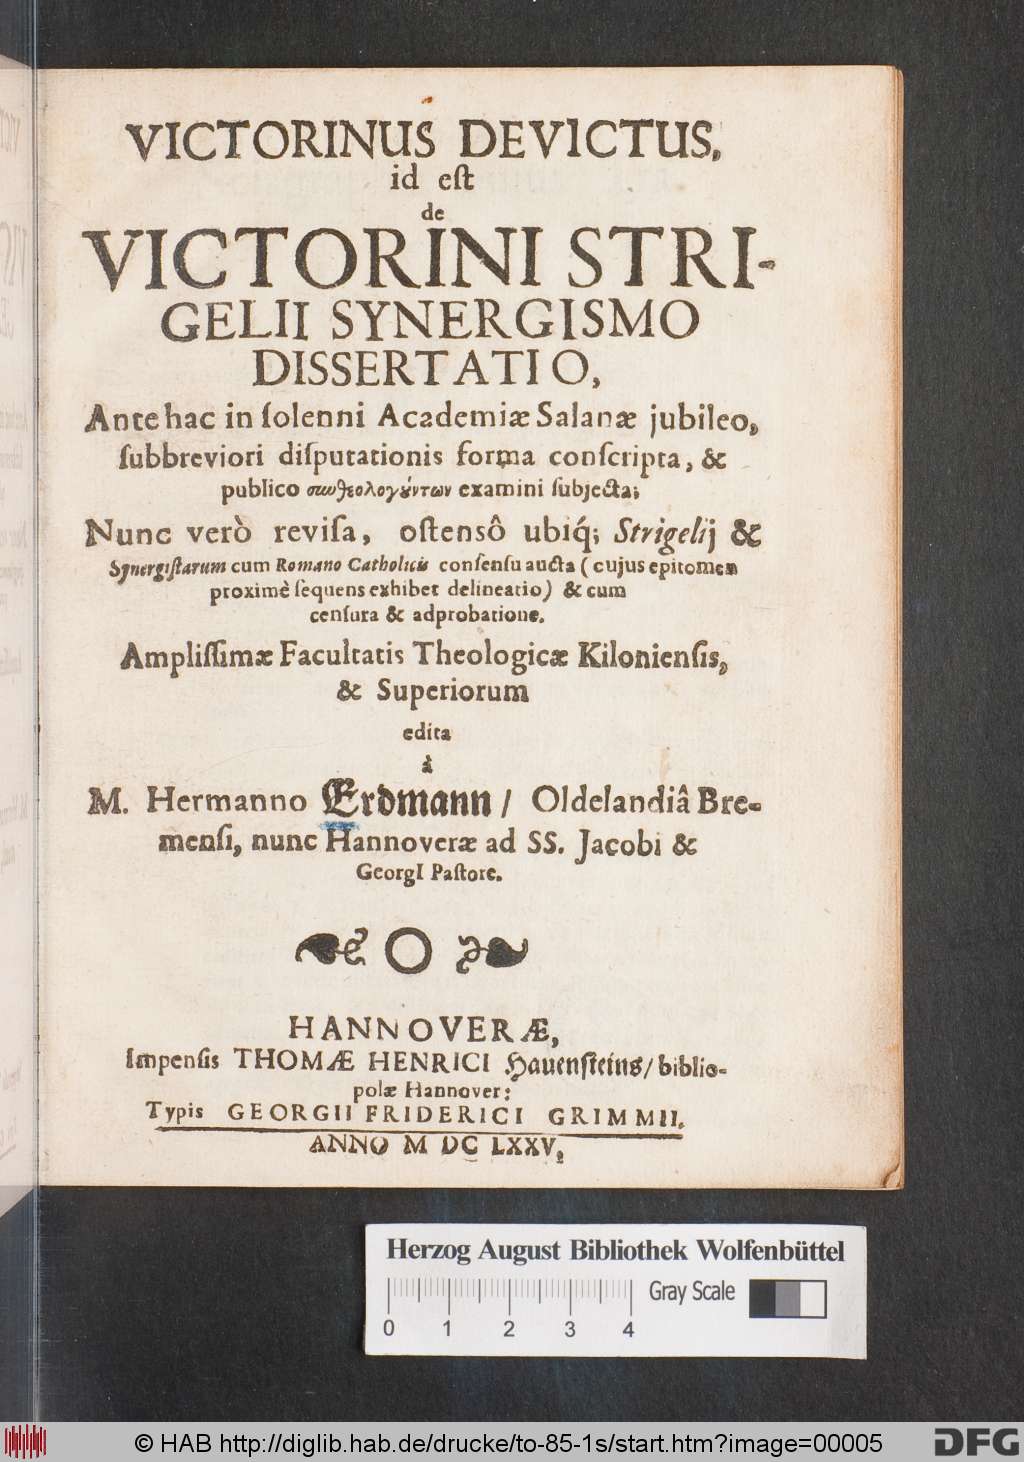 VICTORINUS DEVICTUS,
id eſt
de
VICTORINI STRI-
GELII SYNERGISMO
DISSERTATIO,
Antehac in ſolenni Academiæ Salanæ jubileo,
ſubbreviori diſputationis forma conſcripta, &
publico συνθεολογούντων examini ſubjecta;
Nunc verò reviſa, oſtensô ubiq́; Strigelij &
Synergiſtarum cum Romano Catholicis conſenſu aucta (cujus epitomen
proximè ſequens exhibet delineatio) & cum
cenſura & adprobatione.
Ampliſſimæ Facultatis Theologicæ Kilonienſis,
& Superiorum
edita
à
M. Hermanno Erdmann / Oldelandiâ Bre-
menſi, nunc Hannoveræ ad SS. Jacobi &
GeorgI Paſtore.
HANNOVERÆ,
Impenſis THOMÆ HENRICI Hauenſteins/ biblio-
polæ Hannover:
Typis GEORGII FRIDERICI GRIMMII.
ANNO M DC LXXV.
Herzog August Bibliothek Wolfenbüttel
Gray Scale
0 1 2 3 4
© HAB http://diglib.hab.de/drucke/to-85-1s/start.htm?image=00005
DFG